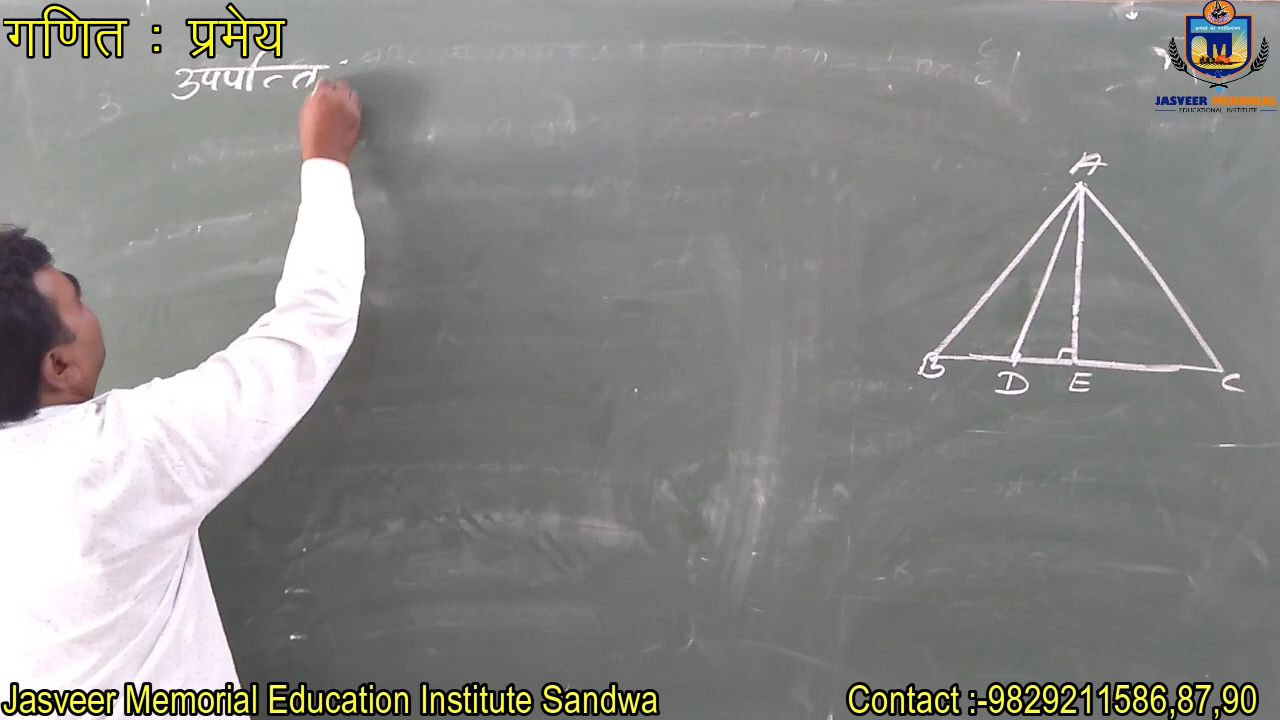 गणित : प्रमेय
उपपत्ति :
M
JASVEER MEMORIAL
EDUCATIONAL INSTITUTE
A
B D E C
Jasveer Memorial Education Institute Sandwa
Contact :-9829211586,87,90